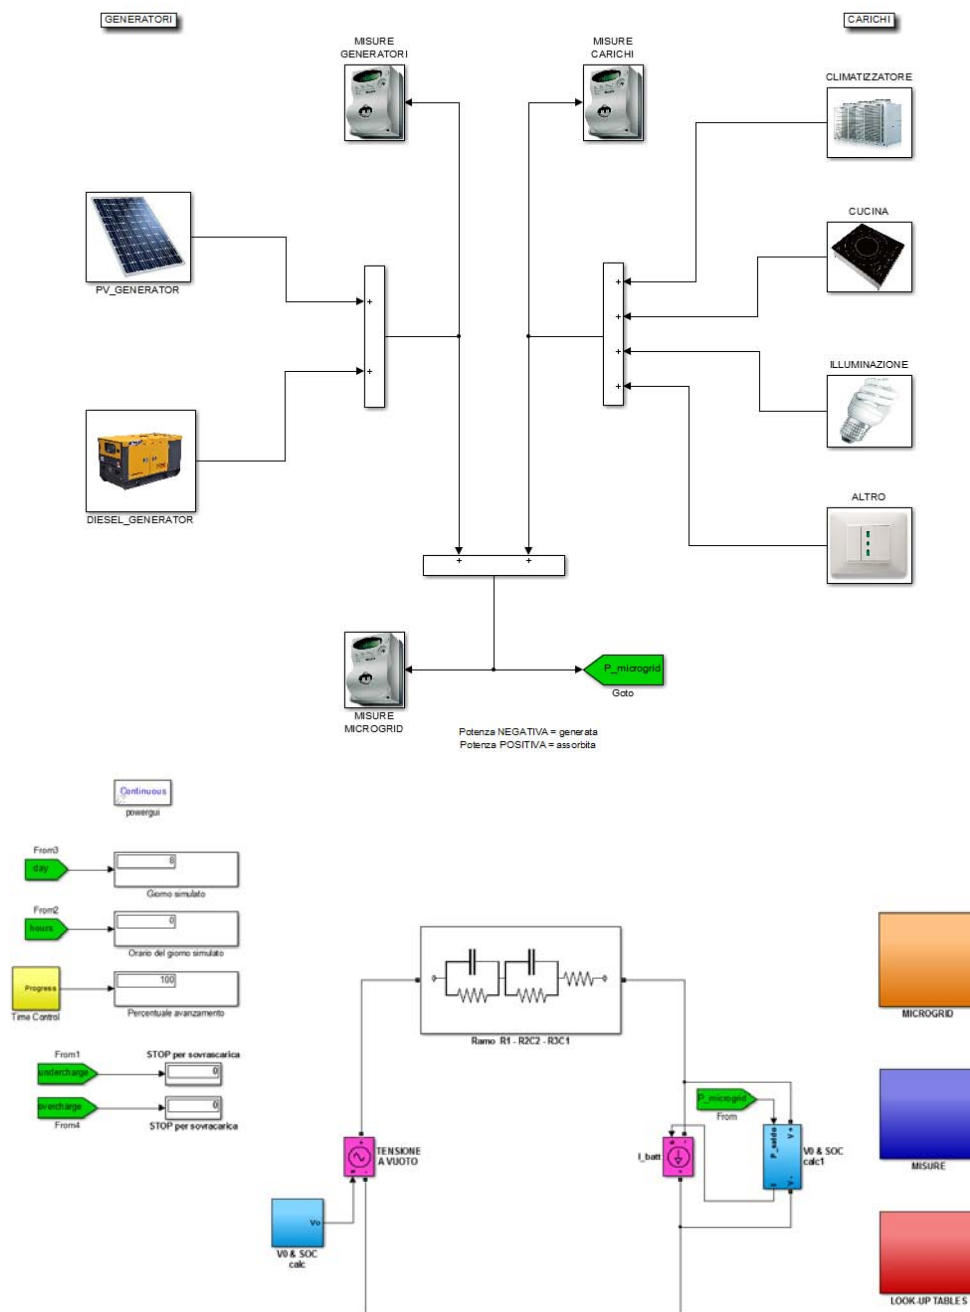 GENERATORI
CARICHI
MISURE
GENERATORI
MISURE
CARICHI
CLIMATIZZATORE
PV_GENERATOR
CUCINA
+
+
+
+
+
+
ILLUMINAZIONE
DIESEL_GENERATOR
ALTRO
+ +
P_microgrid
Goto
MISURE
MICROGRID
Potenza NEGATIVA = generata
Potenza POSITIVA = assorbita
Continuous
powergui
From3
day
8
Giorno simulato
From2
hours
0
Orario del giorno simulato
Progress
100
Time Control
Percentuale avanzamento
From1
STOP per sovrascarica
undercharge
0
overcharge
0
From4
STOP per sovracarica
Ramo R1 - R2C2 - R3C1
MICROGRID
P_microgrid
From
TENSIONE
A VUOTO
I_batt
P_saldo
V +
V -
I
V0 & SOC
calc1
MISURE
Vo
V0 & SOC
calc
LOOK-UP TABLES